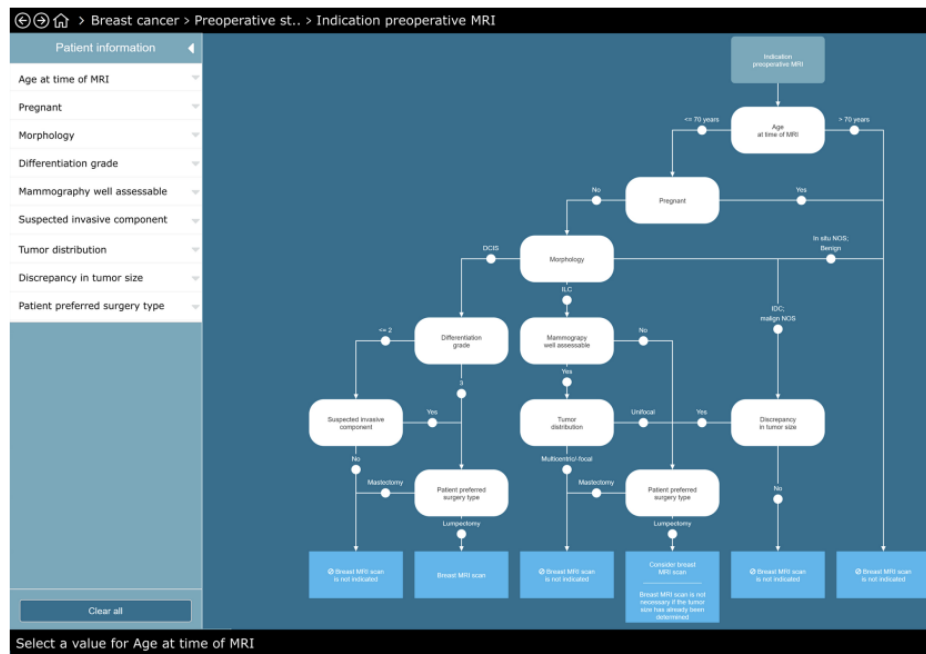 > Breast cancer > Preoperative st.. > Indication preoperative MRI
Patient information
Age at time of MRI
Pregnant
Morphology
Differentiation grade
Mammography well assessable
Suspected invasive component
Tumor distribution
Discrepancy in tumor size
Patient preferred surgery type
Clear all
Select a value for Age at time of MRI
Indication
preoperative MRI
<= 70 years
> 70 years
Age
at time of MRI
No
Yes
Pregnant
In situ NOS;
Benign
DCIS
Morphology
ILC
IDC;
malign NOS
<= 2
Differentiation
grade
Mammograpy
well assessable
No
3
Yes
Suspected invasive
component
Yes
Tumor
distribution
Unifocal
Yes
Discrepancy
in tumor size
No
Multicentric/-focal
Mastectomy
Patient preferred
surgery type
Mastectomy
Patient preferred
surgery type
No
Lumpectomy
Lumpectomy
Breast MRI scan
is not indicated
Breast MRI scan
Breast MRI scan
is not indicated
Consider breast
MRI scan
Breast MRI scan is not
necessary if the tumor
size has already been
determined
Breast MRI scan
is not indicated
Breast MRI scan
is not indicated